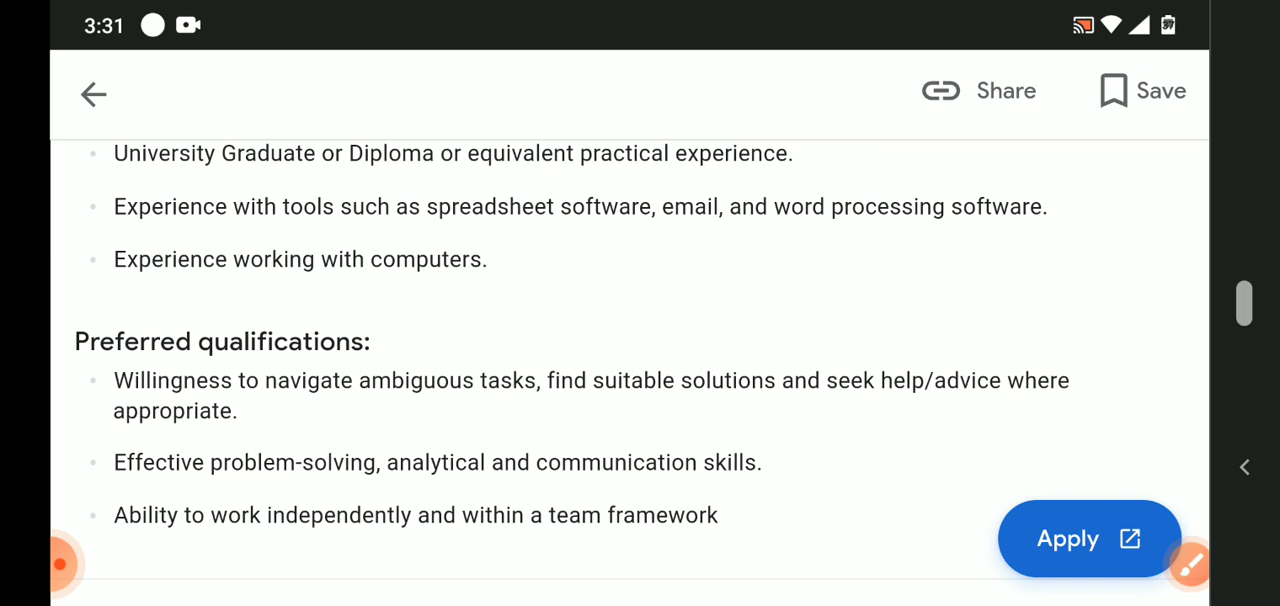 3:31
37
Share
Save
University Graduate or Diploma or equivalent practical experience.
Experience with tools such as spreadsheet software, email, and word processing software.
Experience working with computers.
Preferred qualifications:
Willingness to navigate ambiguous tasks, find suitable solutions and seek help/advice where
appropriate.
Effective problem-solving, analytical and communication skills.
Ability to work independently and within a team framework
Apply